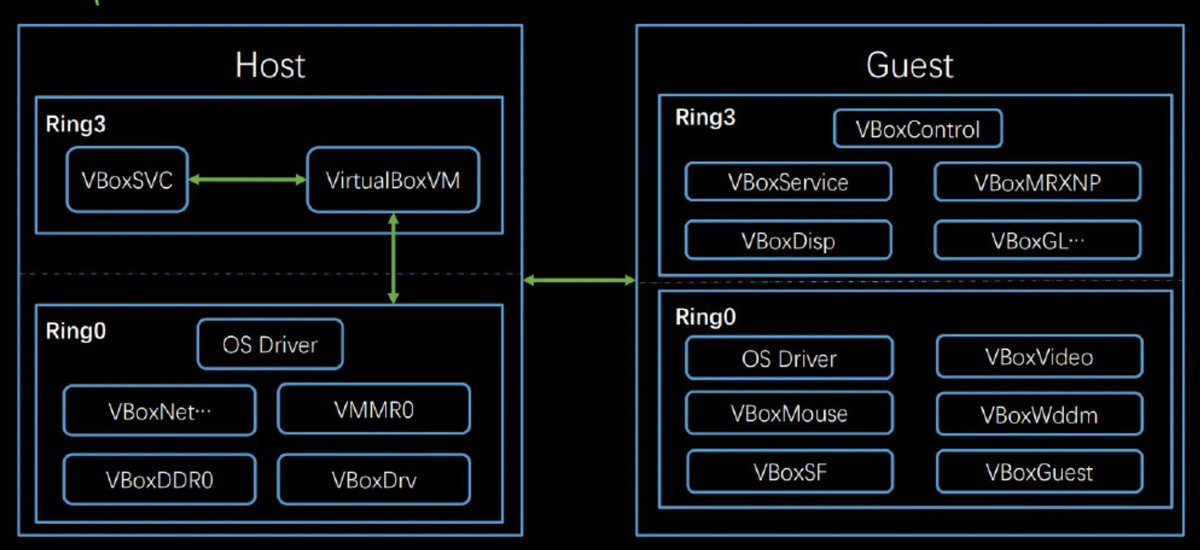 Host
Ring3
VBoxSVC
VirtualBoxVM
Ring0
OS Driver
VBoxNet···
VMMR0
VBoxDDR0
VBoxDrv
Guest
Ring3
VBoxControl
VBoxService
VBoxMRXNP
VBoxDisp
VBoxGL···
Ring0
OS Driver
VBoxVideo
VBoxMouse
VBoxWddm
VBoxSF
VBoxGuest